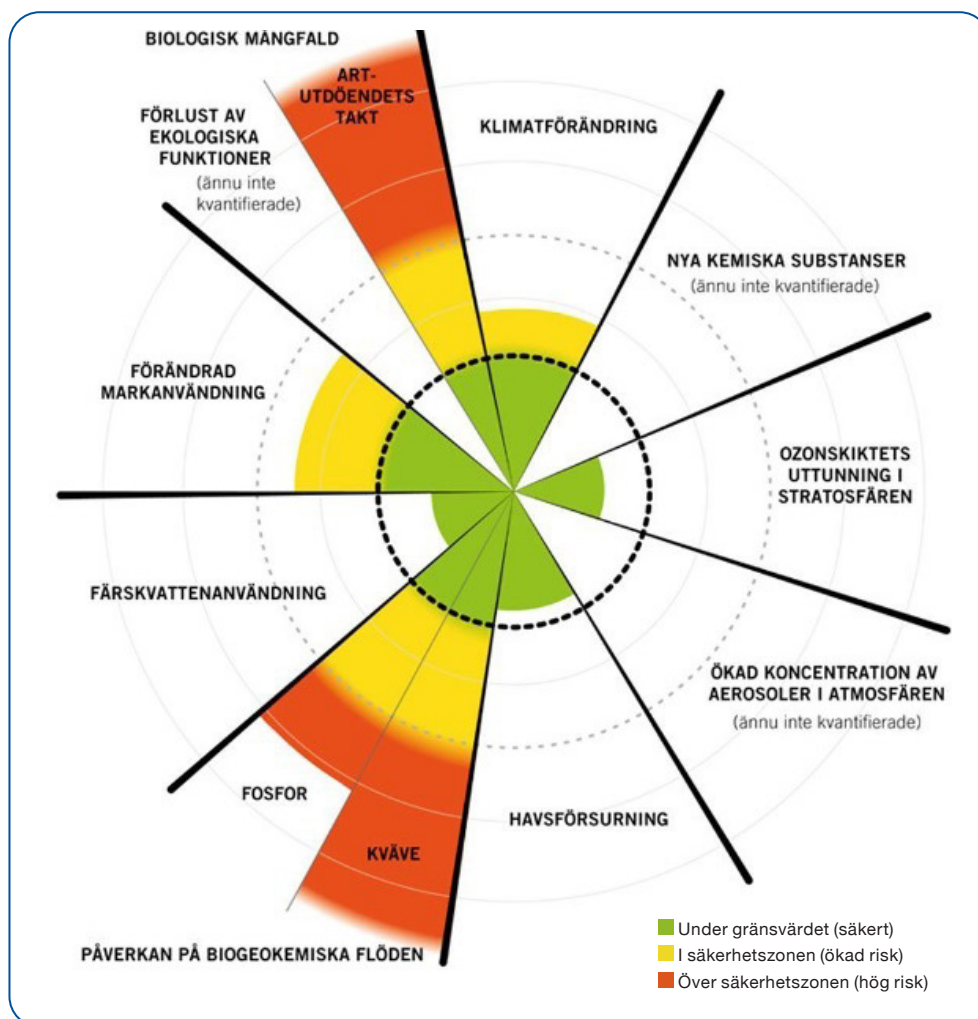 BIOLOGISK MÅNGFALD
ART-
UTDÖENDETS
TAKT
FÖRLUST AV
EKOLOGISKA
FUNKTIONER
(ännu inte
kvantifierade)
KLIMATFÖRÄNDRING
NYA KEMISKA SUBSTANSER
(ännu inte kvantifierade)
FÖRÄNDRAD
MARKANVÄNDNING
OZONSKIKTETS
UTTUNNING I
STRATOSFÄREN
FÄRSKVATTENANVÄNDNING
ÖKAD KONCENTRATION AV
AEROSOLER I ATMOSFÄREN
(ännu inte kvantifierade)
FOSFOR
HAVSFÖRSURNING
KVÄVE
PÅVERKAN PÅ BIOGEOKEMISKA FLÖDEN
Under gränsvärdet (säkert)
I säkerhetszonen (ökad risk)
Över säkerhetszonen (hög risk)